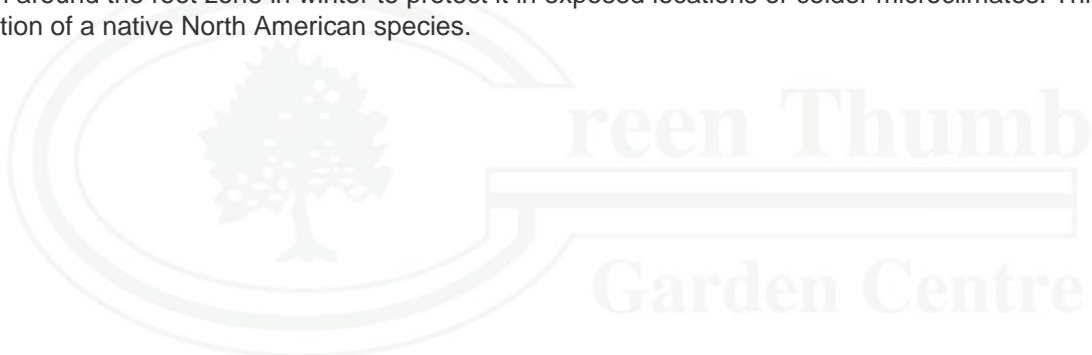 around the root zone in winter to protect it in exposed locations or colder microclimates.
tion of a native North American species.
reen Thumb
Garden Centre